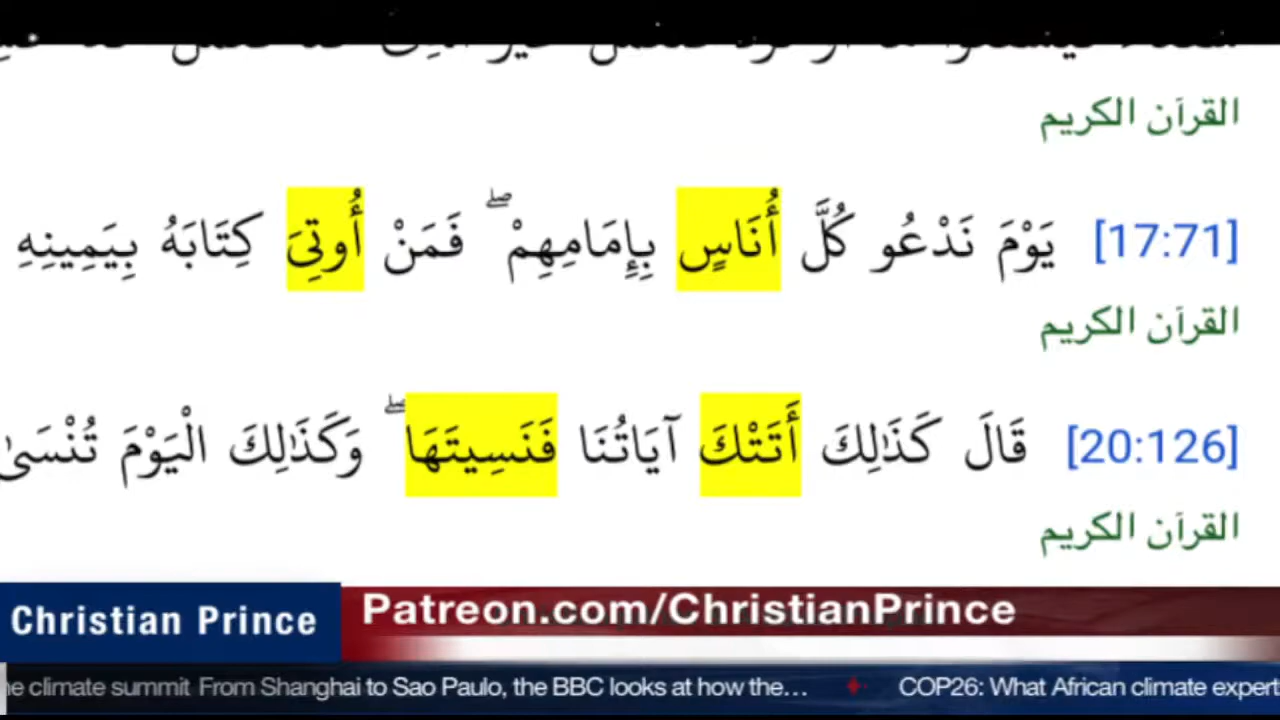 القرآن الكريم
[17:71] يَوْمَ نَدْعُو كُلَّ أُنَاسٍ بِإِمَامِهِمْ ۖ فَمَنْ أُوتِيَ كِتَابَهُ بِيَمِينِهِ
القرآن الكريم
[20:126] قَالَ كَذَٰلِكَ أَتَتْكَ آيَاتُنَا فَنَسِيتَهَا ۖ وَكَذَٰلِكَ الْيَوْمَ تُنْسَىٰ
القرآن الكريم
Christian Prince
Patreon.com/ChristianPrince
climate summit From Shanghai to Sao Paulo, the BBC looks at how the... COP26: What African climate expert